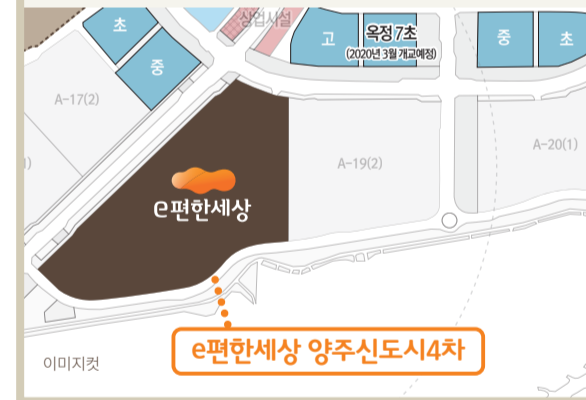 초
상업시설
고
옥정 7초
(2020년 3월 개교예정)
중
초
중
A-17(2)
A-20(1)
A-19(2)
e편한세상
e편한세상 양주신도시4차
이미지컷